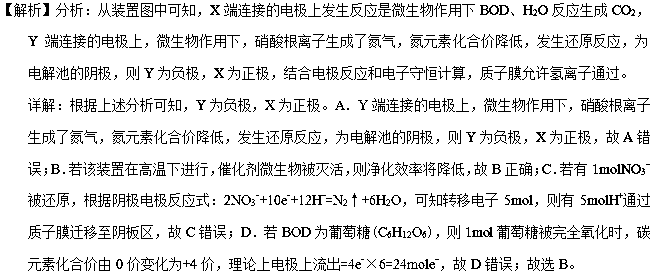 【解析】分析：从装置图中可知，X 端连接的电极上发生反应是微生物作用下 BOD、H₂O 反应生成 CO₂，
Y 端连接的电极上，微生物作用下，硝酸根离子生成了氮气，氮元素化合价降低，发生还原反应，为
电解池的阴极，则 Y 为负极，X 为正极，结合电极反应和电子守恒计算，质子膜允许氢离子通过。
详解：根据上述分析可知，Y 为负极，X 为正极。A．Y 端连接的电极上，微生物作用下，硝酸根离子
生成了氮气，氮元素化合价降低，发生还原反应，为电解池的阴极，则 Y 为负极，X 为正极，故 A 错
误；B.若该装置在高温下进行，催化剂微生物被灭活，则净化效率将降低，故 B 正确；C.若有 1molNO₃⁻
被还原，根据阴极电极反应式：2NO₃⁻+10e⁻+12H⁺=N₂↑+6H₂O，可知转移电子 5mol，则有 5molH⁺通过
质子膜迁移至阴板区，故 C 错误；D．若 BOD 为葡萄糖(C₆H₁₂O₆)，则 1mol 葡萄糖被完全氧化时，碳
元素化合价由 0 价变化为+4 价，理论上电极上流出=4e⁻×6=24mole⁻，故 D 错误；故选 B。